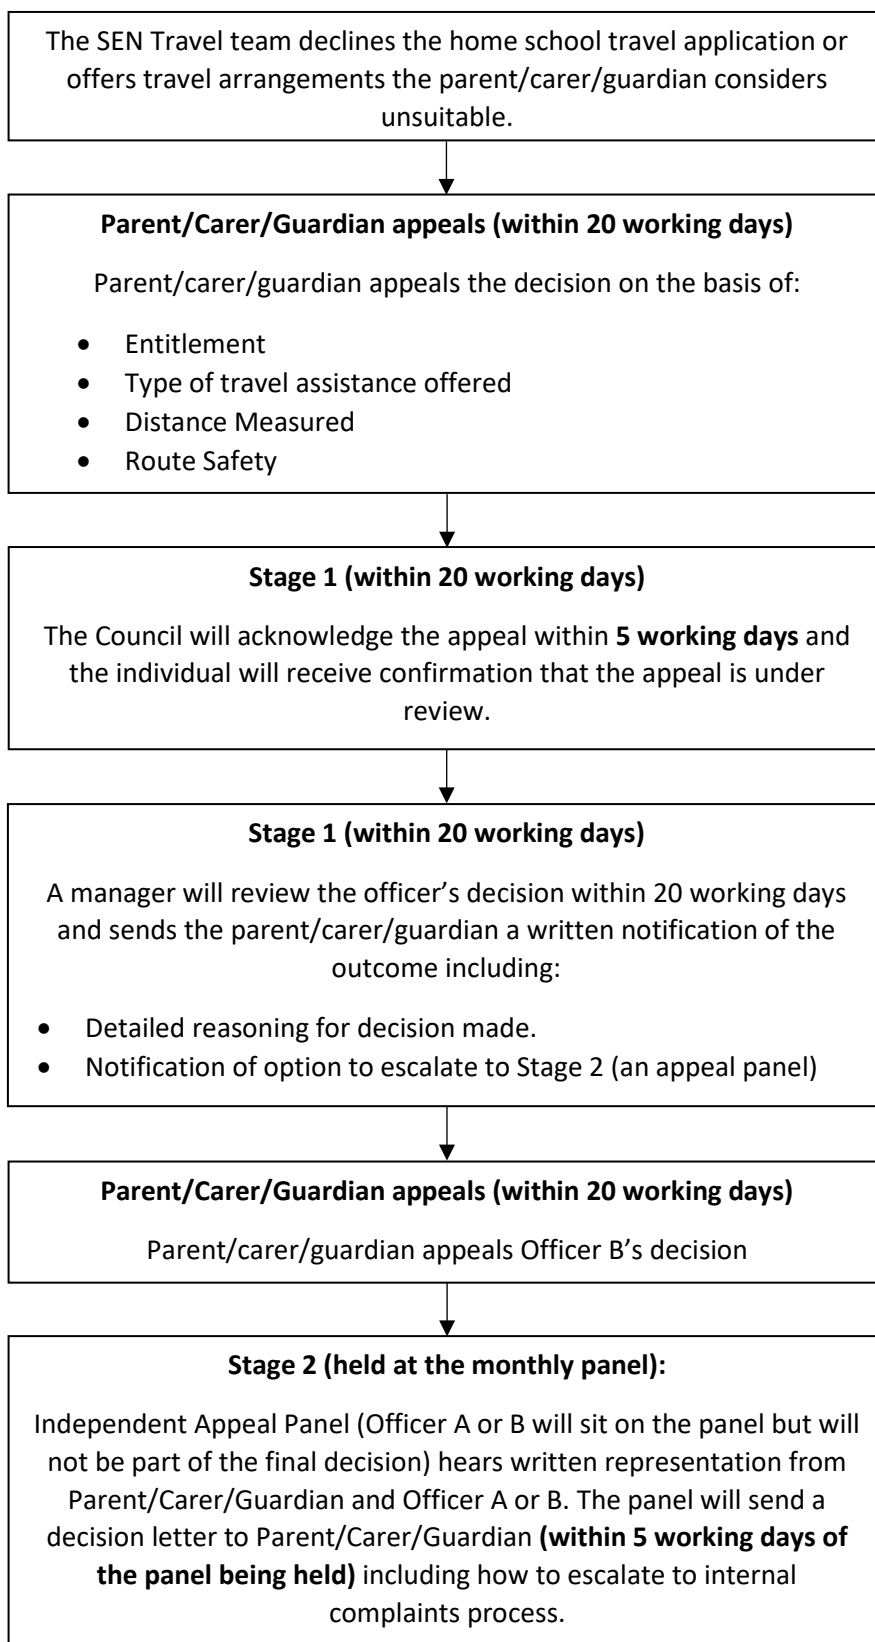 The SEN Travel team declines the home school travel application or
offers travel arrangements the parent/carer/guardian considers
unsuitable.
Parent/Carer/Guardian appeals (within 20 working days)
Parent/carer/guardian appeals the decision on the basis of:
• Entitlement
• Type of travel assistance offered
• Distance Measured
• Route Safety
Stage 1 (within 20 working days)
The Council will acknowledge the appeal within 5 working days and
the individual will receive confirmation that the appeal is under
review.
Stage 1 (within 20 working days)
A manager will review the officer’s decision within 20 working days
and sends the parent/carer/guardian a written notification of the
outcome including:
• Detailed reasoning for decision made.
• Notification of option to escalate to Stage 2 (an appeal panel)
Parent/Carer/Guardian appeals (within 20 working days)
Parent/carer/guardian appeals Officer B’s decision
Stage 2 (held at the monthly panel):
Independent Appeal Panel (Officer A or B will sit on the panel but will
not be part of the final decision) hears written representation from
Parent/Carer/Guardian and Officer A or B. The panel will send a
decision letter to Parent/Carer/Guardian (within 5 working days of
the panel being held) including how to escalate to internal
complaints process.